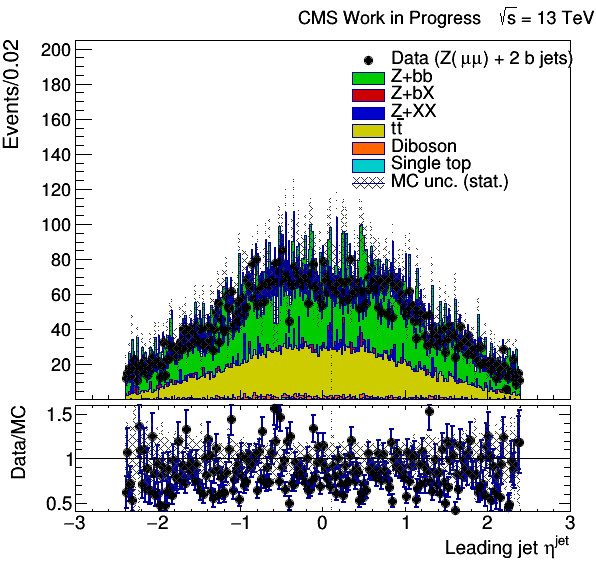 CMS Work in Progress √s = 13 TeV
Events/0.02
200
180
160
140
120
100
80
60
40
20
Data (Z(μμ) + 2 b jets)
Z+bb
Z+bX
Z+XX
tt̄
Diboson
Single top
MC unc. (stat.)
Data/MC
1.5
1
0.5
−3 −2 −1 0 1 2 3
Leading jet η^jet